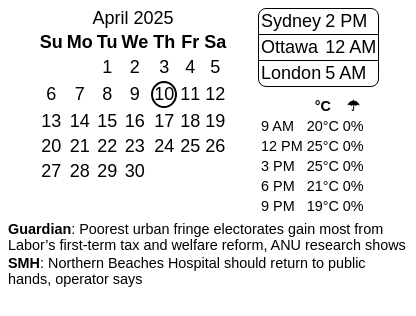 April 2025
Su Mo Tu We Th Fr Sa
1 2 3 4 5
6 7 8 9 10 11 12
13 14 15 16 17 18 19
20 21 22 23 24 25 26
27 28 29 30
Sydney 2 PM
Ottawa 12 AM
London 5 AM
°C ☂
9 AM 20°C 0%
12 PM 25°C 0%
3 PM 25°C 0%
6 PM 21°C 0%
9 PM 19°C 0%
Guardian: Poorest urban fringe electorates gain most from
Labor’s first-term tax and welfare reform, ANU research shows
SMH: Northern Beaches Hospital should return to public
hands, operator says